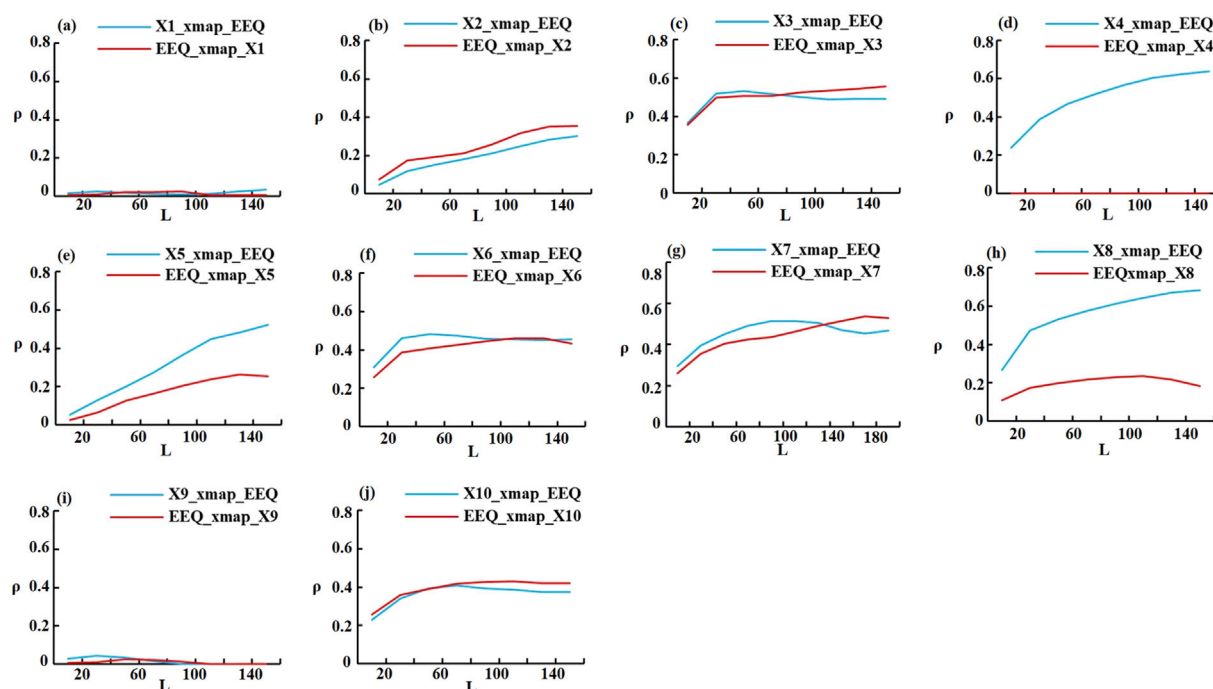 (a)
X1_xmap_EEQ
EEQ_xmap_X1
0.8
0.6
ρ 0.4
0.2
0
20 60 100 140
L
(b)
X2_xmap_EEQ
EEQ_xmap_X2
0.8
0.6
ρ 0.4
0.2
0
20 60 100 140
L
(c)
X3_xmap_EEQ
EEQ_xmap_X3
0.8
0.6
ρ 0.4
0.2
0
20 60 100 140
L
(d)
X4_xmap_EEQ
EEQ_xmap_X4
0.8
0.6
ρ 0.4
0.2
0
20 60 100 140
L
(e)
X5_xmap_EEQ
EEQ_xmap_X5
0.8
0.6
ρ 0.4
0.2
0
20 60 100 140
L
(f)
X6_xmap_EEQ
EEQ_xmap_X6
0.8
0.6
ρ 0.4
0.2
0
20 60 100 140
L
(g)
X7_xmap_EEQ
EEQ_xmap_X7
0.8
0.6
ρ 0.4
0.2
0
20 60 100 150 190
L
(h)
X8_xmap_EEQ
EEQxmap_X8
0.8
0.6
ρ 0.4
0.2
0
20 60 100 140
L
(i)
X9_xmap_EEQ
EEQ_xmap_X9
0.8
0.6
ρ 0.4
0.2
0
20 60 100 140
L
(j)
X10_xmap_EEQ
EEQ_xmap_X10
0.8
0.6
ρ 0.4
0.2
0
20 60 100 140
L